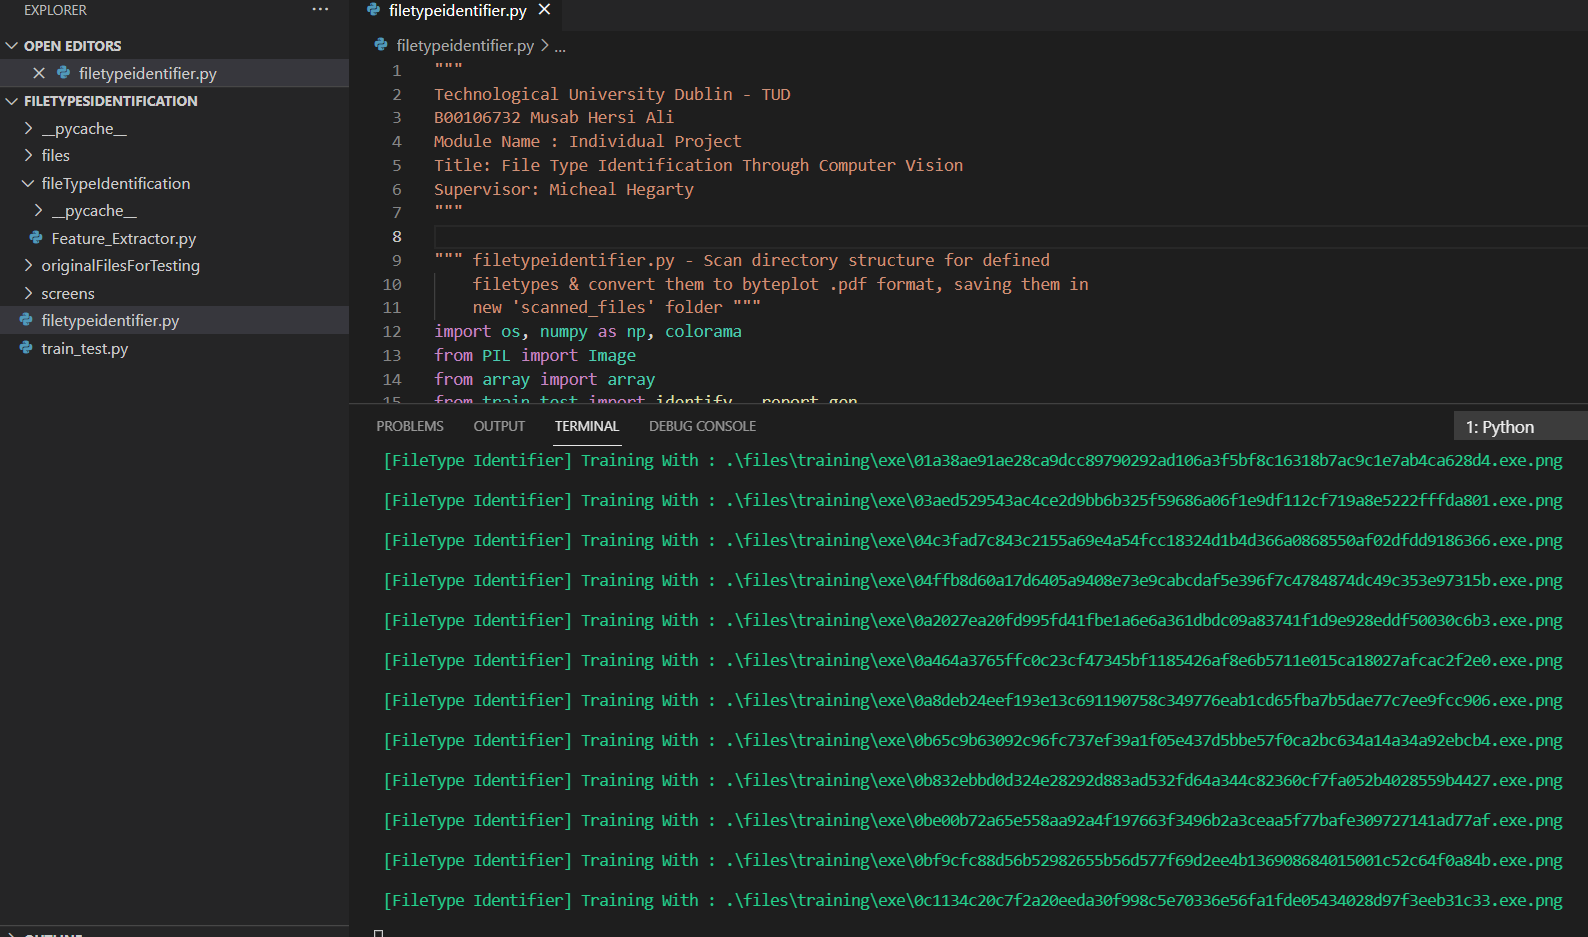 EXPLORER
OPEN EDITORS
filetypeidentifier.py
FILETYPESIDENTIFICATION
__pycache__
files
fileTypeIdentification
__pycache__
Feature_Extractor.py
originalFilesForTesting
screens
filetypeidentifier.py
train_test.py
OUTLINE
filetypeidentifier.py
filetypeidentifier.py > ...
1 """
2 Technological University Dublin - TUD
3 B00106732 Musab Hersi Ali
4 Module Name : Individual Project
5 Title: File Type Identification Through Computer Vision
6 Supervisor: Micheal Hegarty
7 """
8
9 """ filetypeidentifier.py - Scan directory structure for defined
10 filetypes & convert them to byteplot .pdf format, saving them in
11 new 'scanned_files' folder """
12 import os, numpy as np, colorama
13 from PIL import Image
14 from array import array
15 from train_test import identify, report_gen
PROBLEMS OUTPUT TERMINAL DEBUG CONSOLE 1: Python
[FileType Identifier] Training With : .\files\training\exe\01a38ae91ae28ca9dcc89790292ad106a3f5bf8c16318b7ac9c1e7ab4ca628d4.exe.png
[FileType Identifier] Training With : .\files\training\exe\03aed529543ac4ce2d9bb6b325f59686a06f1e9df112cf719a8e5222fffda801.exe.png
[FileType Identifier] Training With : .\files\training\exe\04c3fad7c843c2155a69e4a54fcc18324d1b4d366a0868550af02dfdd9186366.exe.png
[FileType Identifier] Training With : .\files\training\exe\04ffb8d60a17d6405a9408e73e9cabcdaf5e396f7c4784874dc49c353e97315b.exe.png
[FileType Identifier] Training With : .\files\training\exe\0a2027ea20fd995fd41fbe1a6e6a361dbdc09a83741f1d9e928eddf50030c6b3.exe.png
[FileType Identifier] Training With : .\files\training\exe\0a464a3765ffc0c23cf47345bf1185426af8e6b5711e015ca18027afcac2f2e0.exe.png
[FileType Identifier] Training With : .\files\training\exe\0a8deb24eef193e13c691190758c349776eab1cd65fba7b5dae77c7ee9fcc906.exe.png
[FileType Identifier] Training With : .\files\training\exe\0b65c9b63092c96fc737ef39a1f05e437d5bbe57f0ca2bc634a14a34a92ebcb4.exe.png
[FileType Identifier] Training With : .\files\training\exe\0b832ebbd0d324e28292d883ad532fd64a344c82360cf7fa052b4028559b4427.exe.png
[FileType Identifier] Training With : .\files\training\exe\0be00b72a65e558aa92a4f197663f3496b2a3ceaa5f77bafe309727141ad77af.exe.png
[FileType Identifier] Training With : .\files\training\exe\0bf9cfc88d56b52982655b56d577f69d2ee4b136908684015001c52c64f0a84b.exe.png
[FileType Identifier] Training With : .\files\training\exe\0c1134c20c7f2a20eeda30f998c5e70336e56fa1fde05434028d97f3eeb31c33.exe.png